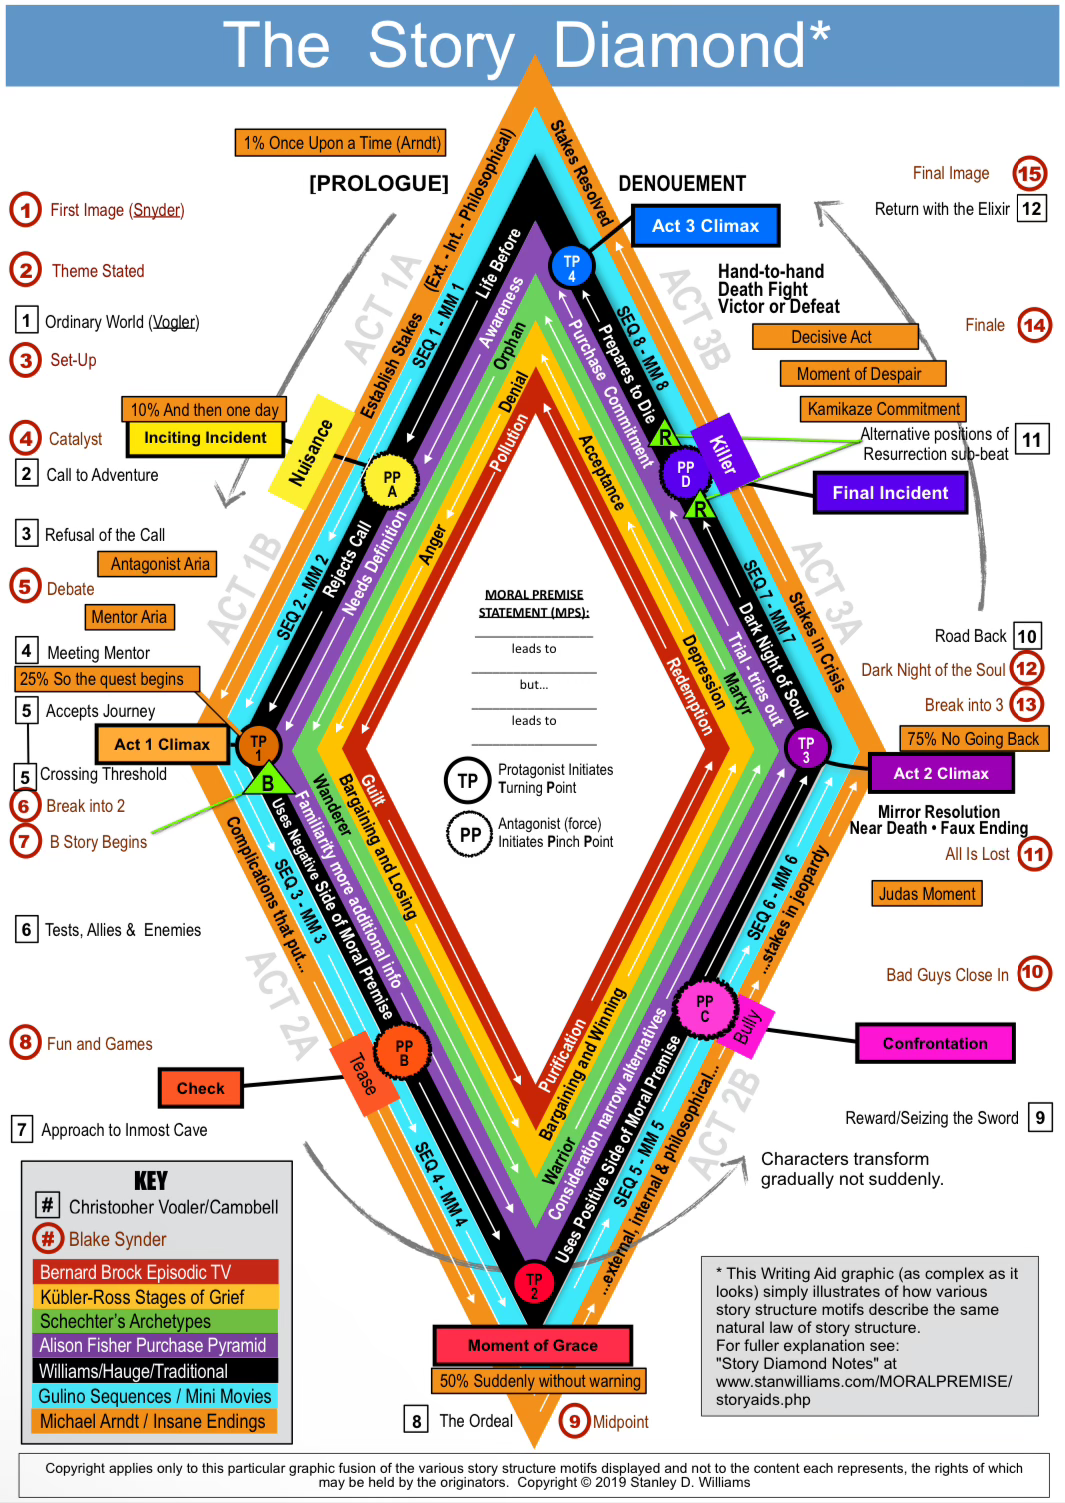 The Story Diamond*
1% Once Upon a Time (Arndt)
[PROLOGUE]
DENOUEMENT
1 First Image (Snyder)
2 Theme Stated
1 Ordinary World (Vogler)
3 Set-Up
10% And then one day
Inciting Incident
4 Catalyst
2 Call to Adventure
3 Refusal of the Call
Antagonist Aria
5 Debate
Mentor Aria
4 Meeting Mentor
25% So the quest begins
5 Accepts Journey
Act 1 Climax
5 Crossing Threshold
6 Break into 2
7 B Story Begins
6 Tests, Allies & Enemies
8 Fun and Games
Check
7 Approach to Inmost Cave
ACT 1A
ACT 1B
ACT 2A
ACT 2B
ACT 3A
ACT 3B
Establish Stakes (Ext. - Int. - Philosophical)
SEQ 1 - MM 1
Life Before
Awareness
Orphan
Denial
Pollution
Nuisance
PP
A
SEQ 2 - MM 2
Rejects Call
Needs Definition
Anger
TP
1
B
Complications that put...
SEQ 3 - MM 3
Uses Negative Side of Moral Premise
Familiarity more additional info
Wanderer
Bargaining and Losing
Guilt
Tease
PP
B
SEQ 4 - MM 4
TP
2
Moment of Grace
50% Suddenly without warning
8 The Ordeal
9 Midpoint
...external, internal & philosophical...
SEQ 5 - MM 5
Uses Positive Side of Moral Premise
Consideration narrow alternatives
Warrior
Bargaining and Winning
Purification
PP
C
Bully
...stakes in jeopardy
SEQ 6 - MM 6
TP
3
Stakes in Crisis
SEQ 7 - MM 7
Dark Night of Soul
Trial - tries out
Martyr
Depression
Redemption
R
PP
D
R
Killer
Stakes Resolved
SEQ 8 - MM 8
Prepares to Die
Purchase Commitment
Acceptance
TP
4
MORAL PREMISE
STATEMENT (MPS):
leads to
but...
leads to
TP Protagonist Initiates
Turning Point
PP Antagonist (force)
Initiates Pinch Point
Final Image 15
Return with the Elixir 12
Act 3 Climax
Hand-to-hand
Death Fight
Victor or Defeat
Finale 14
Decisive Act
Moment of Despair
Kamikaze Commitment
Alternative positions of
Resurrection sub-beat 11
Final Incident
Road Back 10
Dark Night of the Soul 12
Break into 3 13
75% No Going Back
Act 2 Climax
Mirror Resolution
Near Death • Faux Ending
All Is Lost 11
Judas Moment
Bad Guys Close In 10
Confrontation
Reward/Seizing the Sword 9
Characters transform
gradually not suddenly.
KEY
# Christopher Vogler/Campbell
# Blake Synder
Bernard Brock Episodic TV
Kübler-Ross Stages of Grief
Schechter's Archetypes
Alison Fisher Purchase Pyramid
Williams/Hauge/Traditional
Gulino Sequences / Mini Movies
Michael Arndt / Insane Endings
* This Writing Aid graphic (as complex as it
looks) simply illustrates of how various
story structure motifs describe the same
natural law of story structure.
For fuller explanation see:
"Story Diamond Notes" at
www.stanwilliams.com/MORALPREMISE/
storyaids.php
Copyright applies only to this particular graphic fusion of the various story structure motifs displayed and not to the content each represents, the rights of which
may be held by the originators. Copyright © 2019 Stanley D. Williams